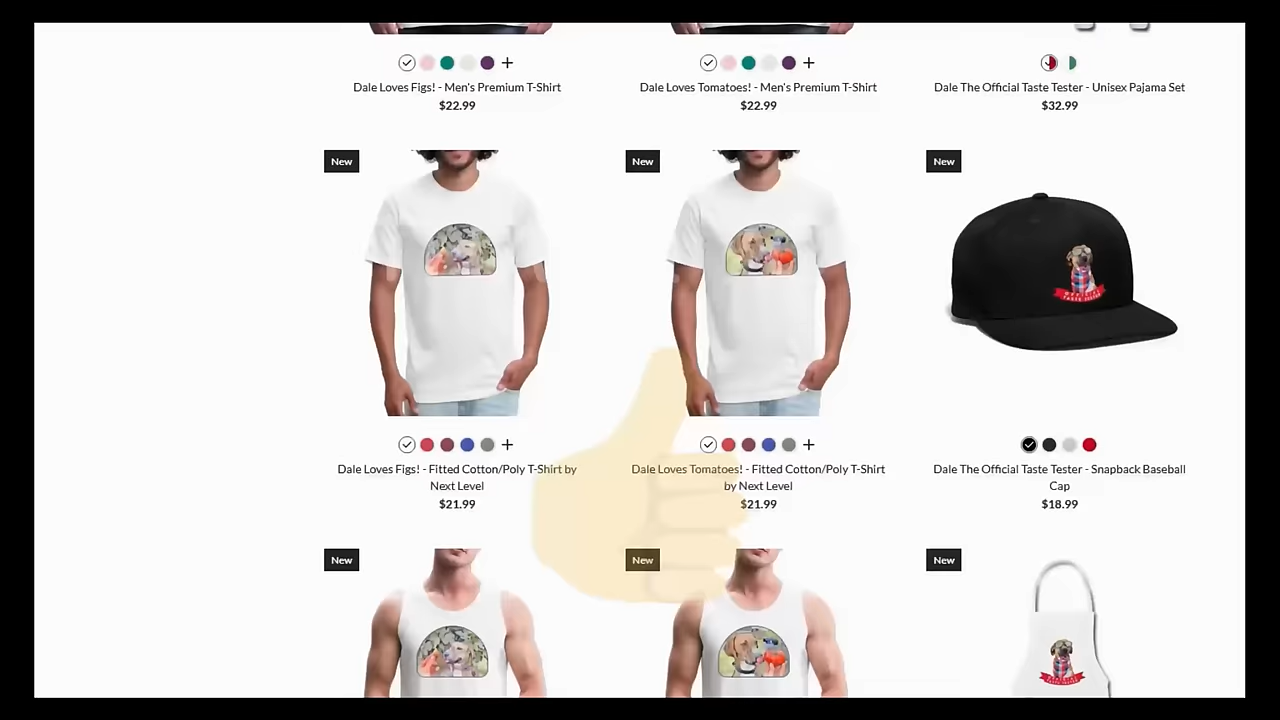 Dale Loves Figs! - Men's Premium T-Shirt
$22.99
Dale Loves Tomatoes! - Men's Premium T-Shirt
$22.99
Dale The Official Taste Tester - Unisex Pajama Set
$32.99
New
New
New
OFFICIAL
TASTE TESTER
Dale Loves Figs! - Fitted Cotton/Poly T-Shirt by
Next Level
$21.99
Dale Loves Tomatoes! - Fitted Cotton/Poly T-Shirt
by Next Level
$21.99
Dale The Official Taste Tester - Snapback Baseball
Cap
$18.99
New
New
New